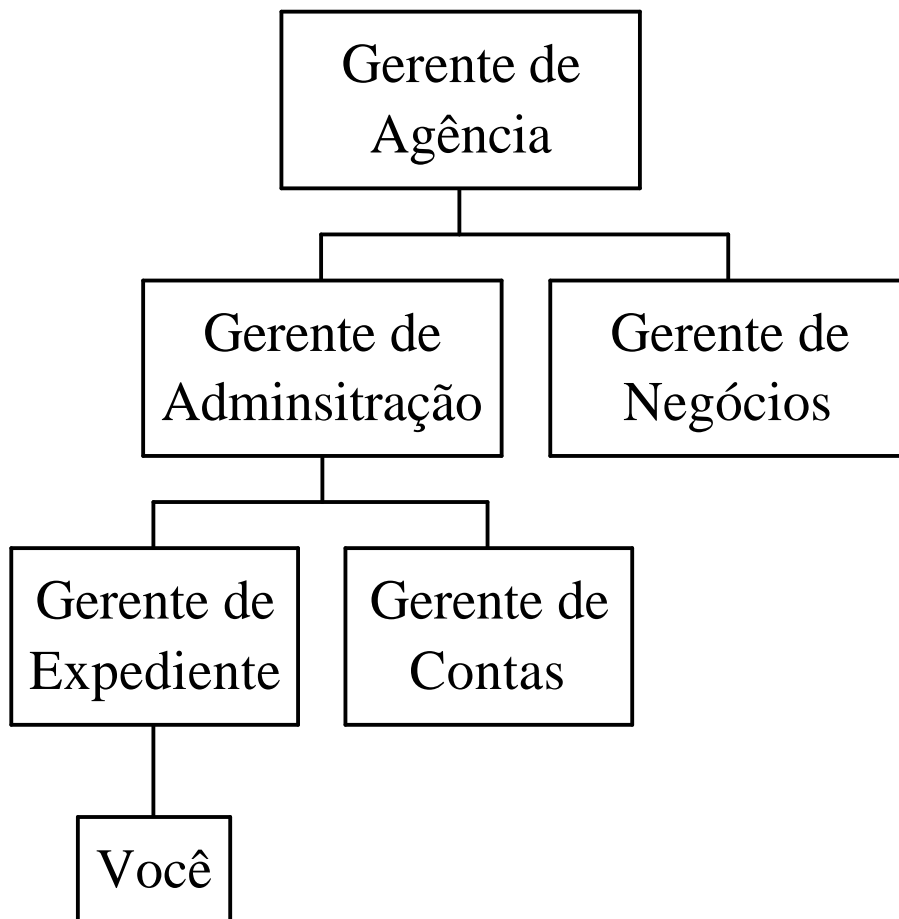 Gerente de
Agência
Gerente de
Adminsitração
Gerente de
Negócios
Gerente de
Expediente
Gerente de
Contas
Você